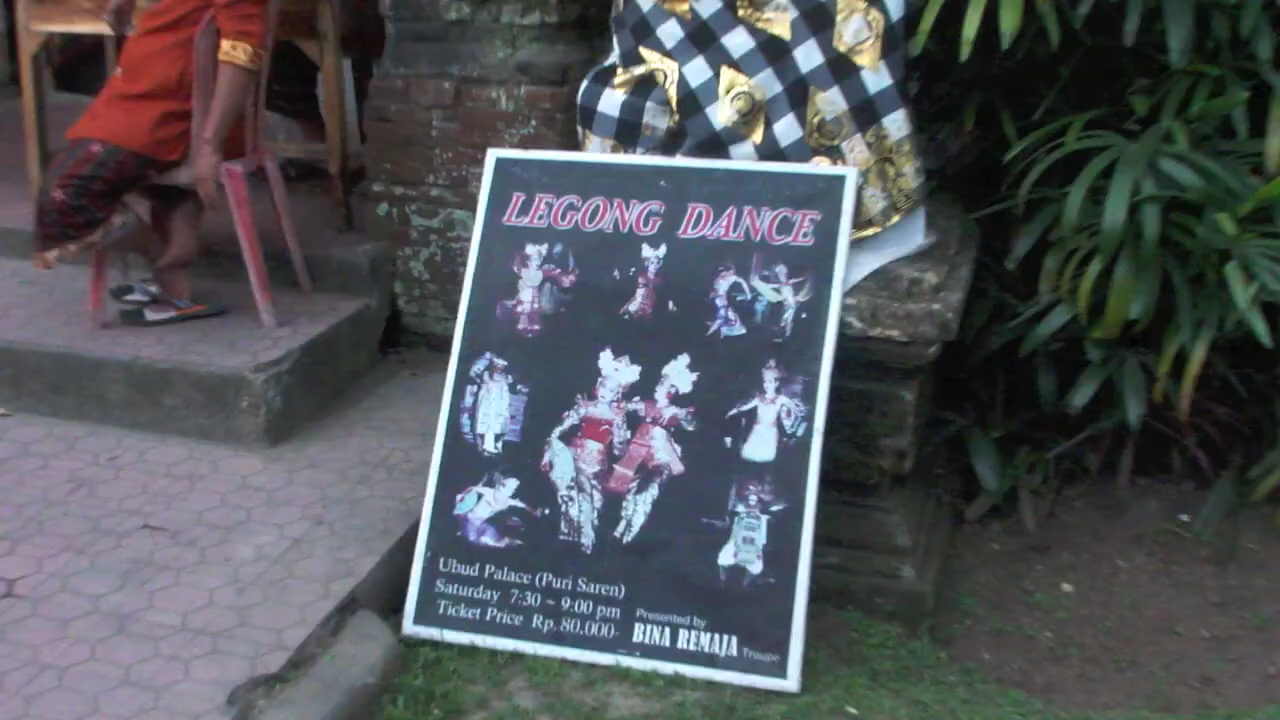 LEGONG DANCE
Ubud Palace (Puri Saren)
Saturday 7:30 ~ 9:00 pm
Ticket Price Rp. 80.000-
Presented by
BINA REMAJA Troupe